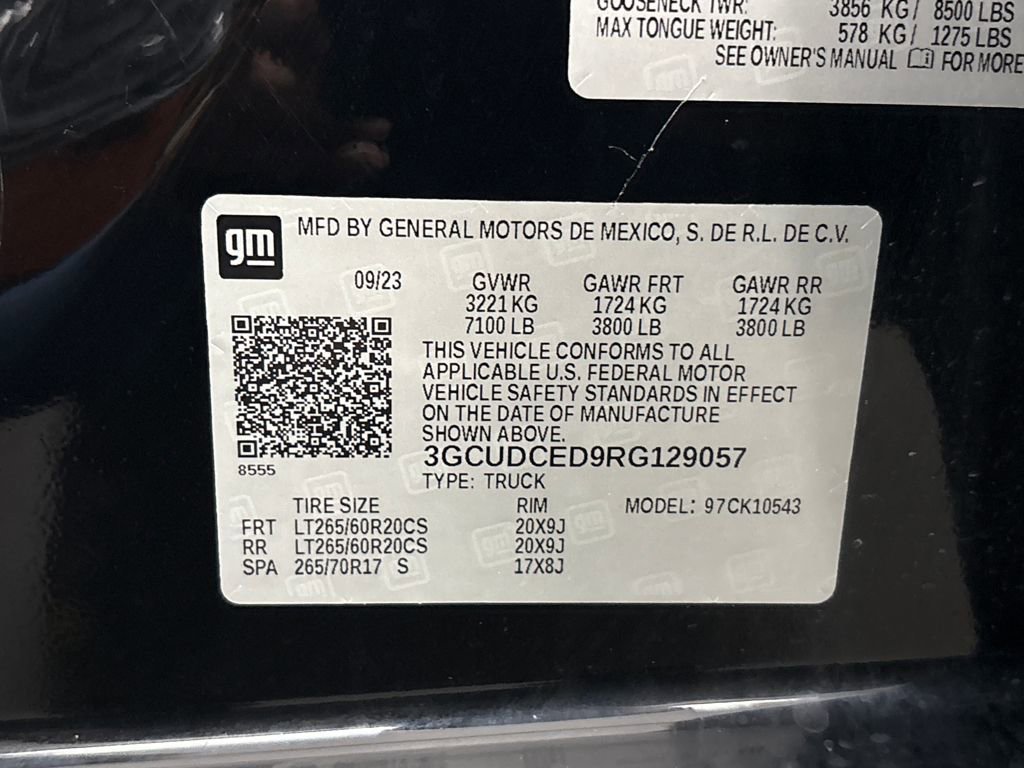 GOOSENECK TWR: 3856 KG/ 8500 LBS
MAX TONGUE WEIGHT: 578 KG/ 1275 LBS
SEE OWNER'S MANUAL FOR MORE
gm
MFD BY GENERAL MOTORS DE MEXICO, S. DE R.L. DE C.V.
09/23 GVWR GAWR FRT GAWR RR
3221 KG 1724 KG 1724 KG
7100 LB 3800 LB 3800 LB
THIS VEHICLE CONFORMS TO ALL
APPLICABLE U.S. FEDERAL MOTOR
VEHICLE SAFETY STANDARDS IN EFFECT
ON THE DATE OF MANUFACTURE
SHOWN ABOVE.
8555
3GCUDCED9RG129057
TYPE: TRUCK
TIRE SIZE RIM MODEL: 97CK10543
FRT LT265/60R20CS 20X9J
RR LT265/60R20CS 20X9J
SPA 265/70R17 S 17X8J